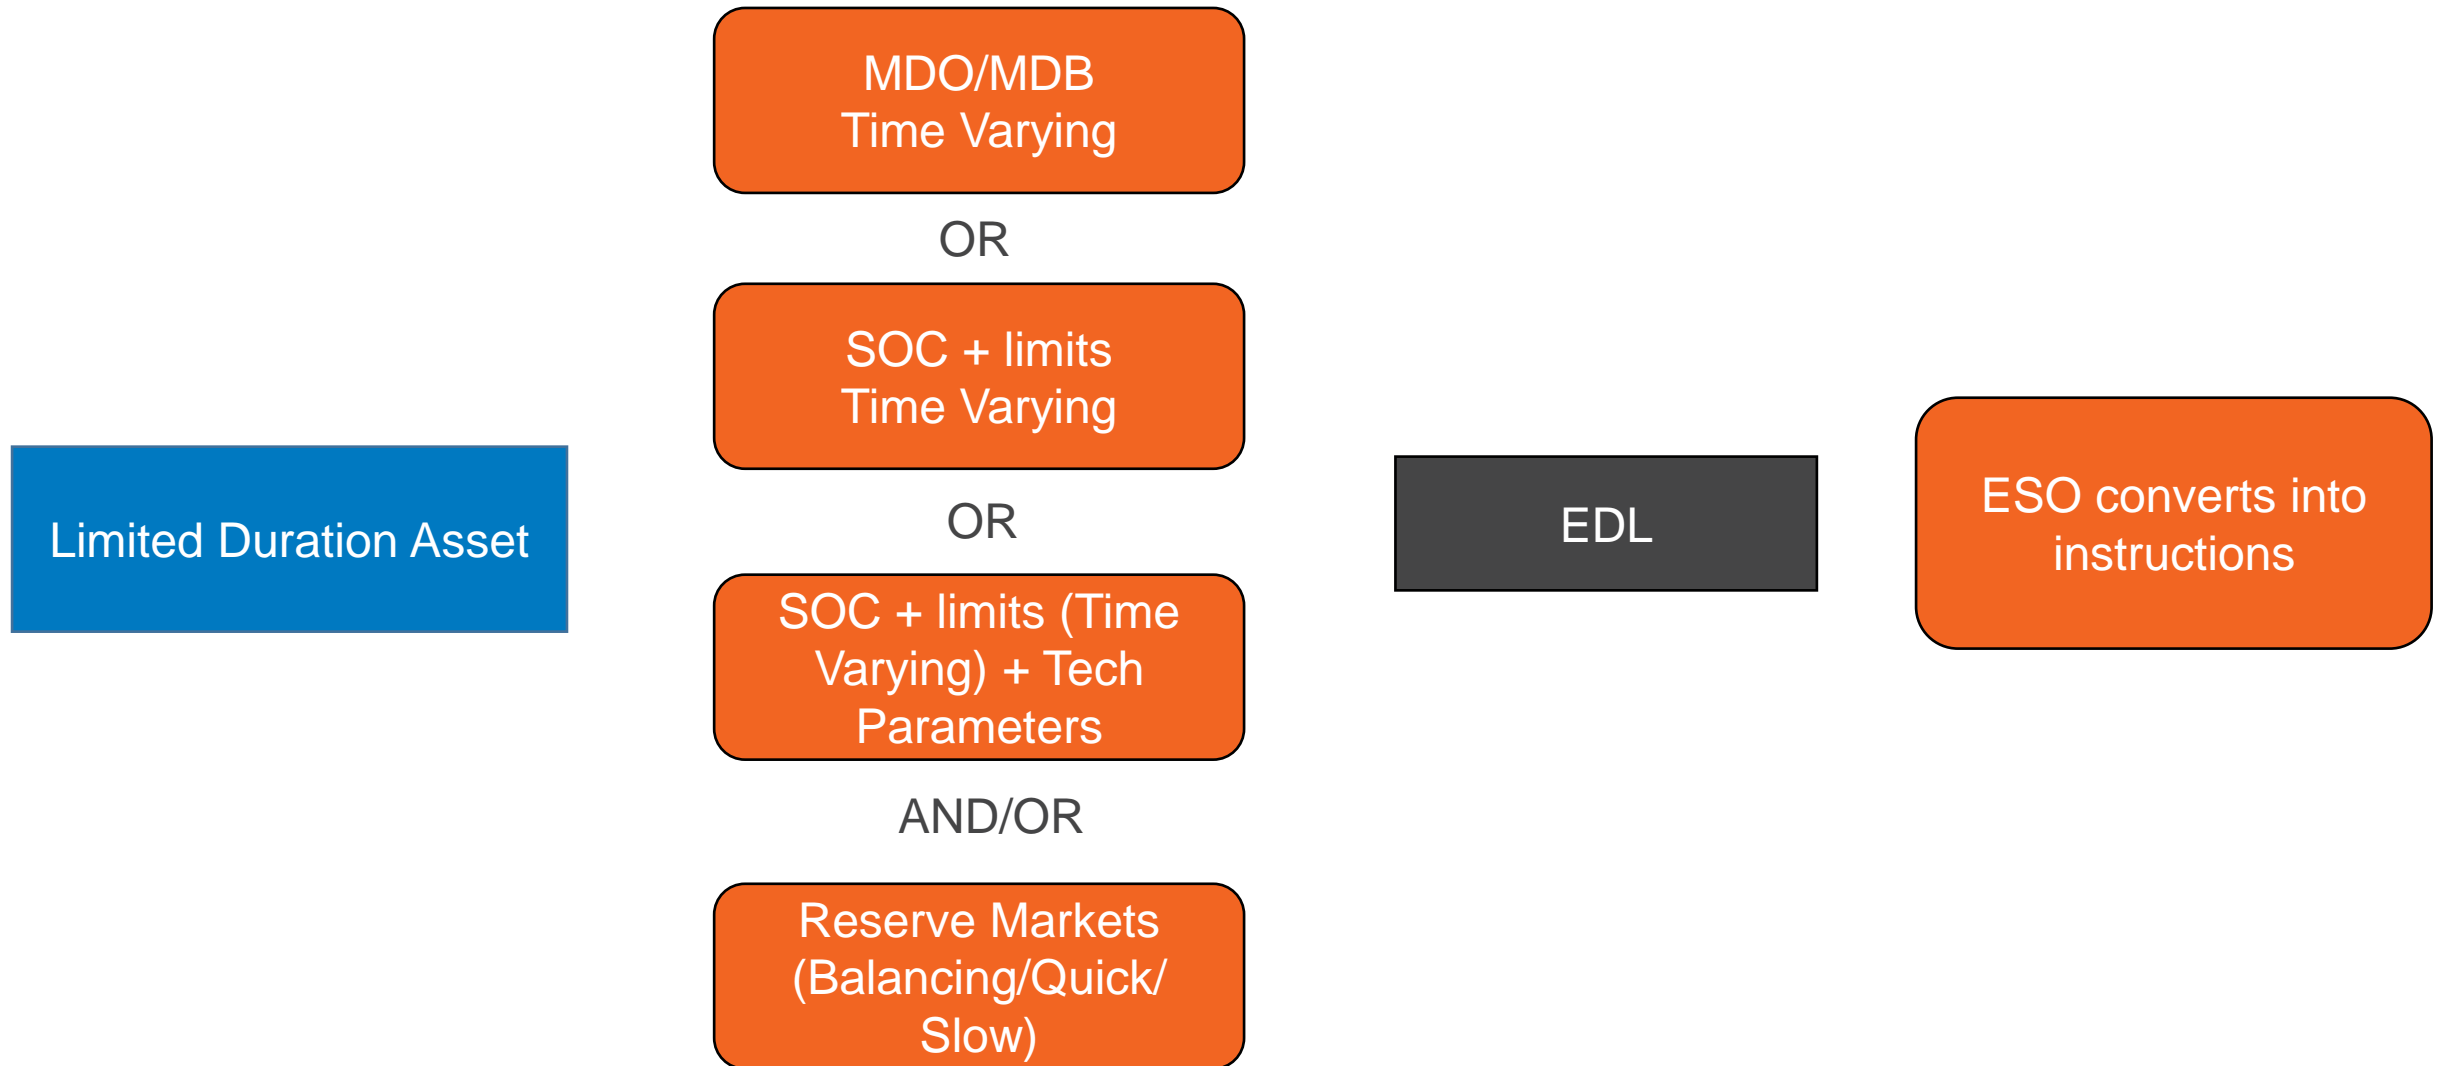 MDO/MDB
Time Varying
OR
SOC + limits
Time Varying
Limited Duration Asset
OR
EDL
ESO converts into
instructions
SOC + limits (Time
Varying) + Tech
Parameters
AND/OR
Reserve Markets
(Balancing/Quick/
Slow)